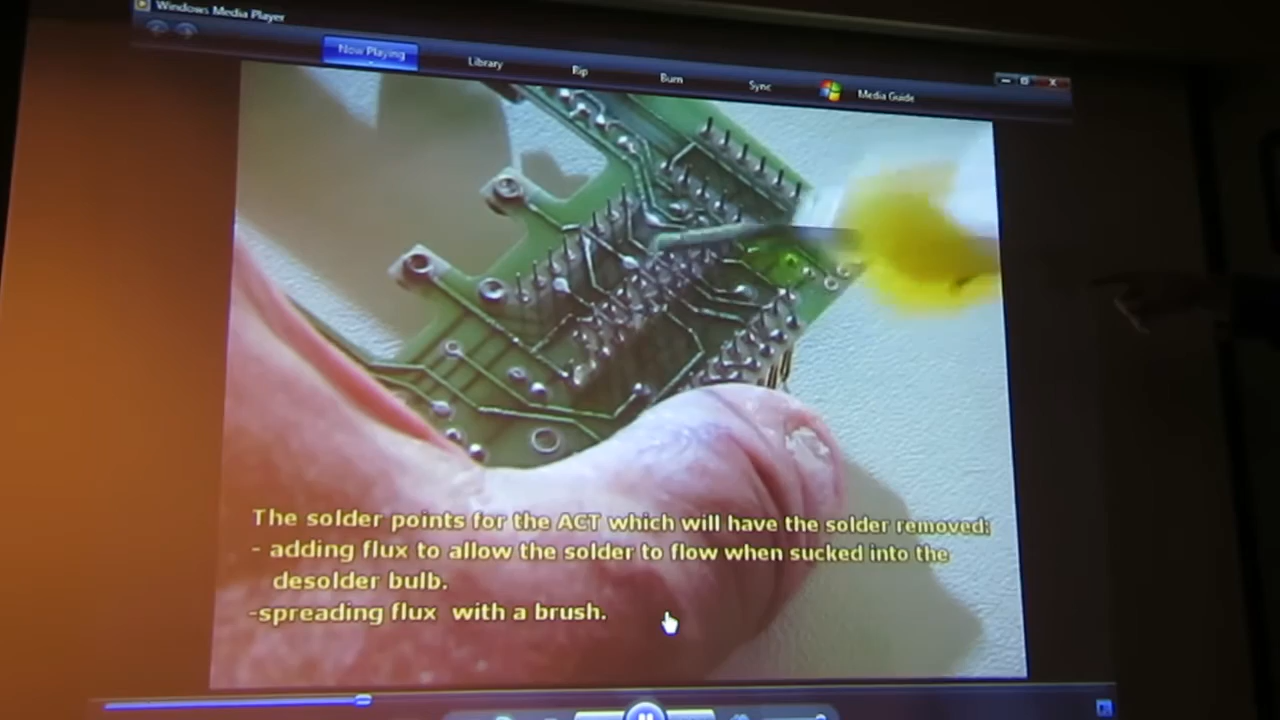 Windows Media Player
Now Playing
Library
Rip
Burn
Sync
Media Guide
The solder points for the ACT which will have the solder removed:
- adding flux to allow the solder to flow when sucked into the
desolder bulb.
-spreading flux with a brush.